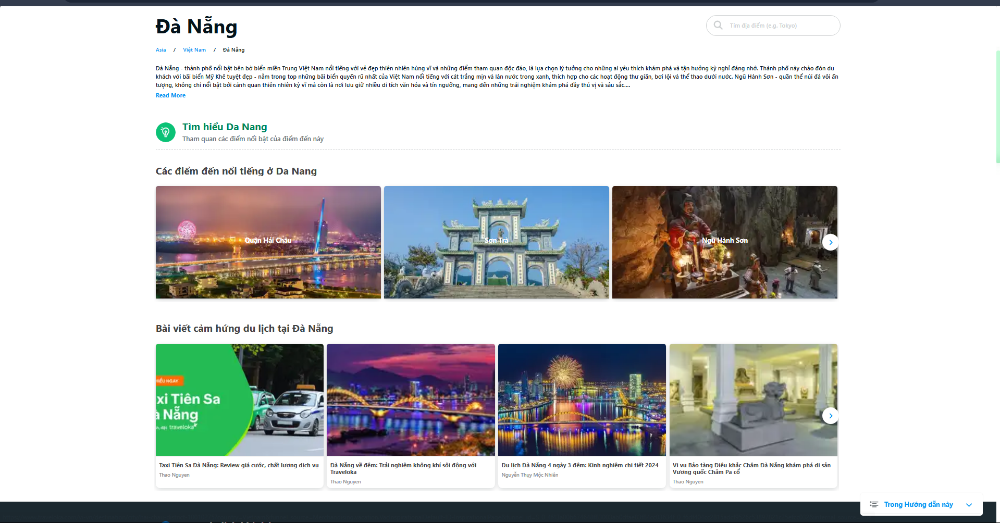 Đà Nẵng
Tìm địa điểm (e.g. Tokyo)
Asia / Việt Nam / Đà Nẵng
Đà Nẵng - thành phố nổi bật bên bờ biển miền Trung Việt Nam nổi tiếng với vẻ đẹp thiên nhiên hùng vĩ và những điểm tham quan độc đáo, là lựa chọn lý tưởng cho những ai yêu thích khám phá và tận hưởng kỳ nghỉ đáng nhớ. Thành phố này chào đón du
khách với bãi biển Mỹ Khê tuyệt đẹp - nằm trong top những bãi biển quyến rũ nhất của Việt Nam nổi tiếng với cát trắng mịn và làn nước trong xanh, thích hợp cho các hoạt động thư giãn, bơi lội và thể thao dưới nước. Ngũ Hành Sơn - quần thể núi đá vôi ấn
tượng, không chỉ nổi bật bởi cảnh quan thiên nhiên kỳ vĩ mà còn là nơi lưu giữ nhiều di tích văn hóa và tín ngưỡng, mang đến những trải nghiệm khám phá đầy thú vị và sâu sắc....
Read More
Tìm hiểu Da Nang
Tham quan các điểm nổi bật của điểm đến này
Các điểm đến nổi tiếng ở Da Nang
Quận Hải Châu
Sơn Trà
Ngũ Hành Sơn
Bài viết cảm hứng du lịch tại Đà Nẵng
HIỂU NGAY
xi Tiên Sa
à Nẵng
traveloka
Taxi Tiên Sa Đà Nẵng: Review giá cước, chất lượng dịch vụ
Thao Nguyen
Đà Nẵng về đêm: Trải nghiệm không khí sôi động với
Traveloka
Thao Nguyen
Du lịch Đà Nẵng 4 ngày 3 đêm: Kinh nghiệm chi tiết 2024
Nguyễn Thụy Mộc Nhiên
Vi vu Bảo tàng Điêu khắc Chăm Đà Nẵng khám phá di sản
Vương quốc Chăm Pa cổ
Thao Nguyen
Trong Hướng dẫn này